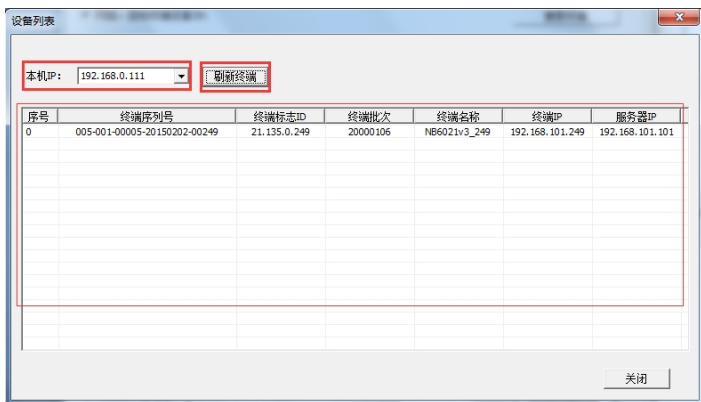 设备列表
本机IP: 192.168.0.111 刷新终端
序号 终端序列号 终端标志ID 终端批次 终端名称 终端IP 服务器IP
0 005-001-00005-20150202-00249 21.135.0.249 20000106 NB6021v3_249 192.168.101.249 192.168.101.101
关闭